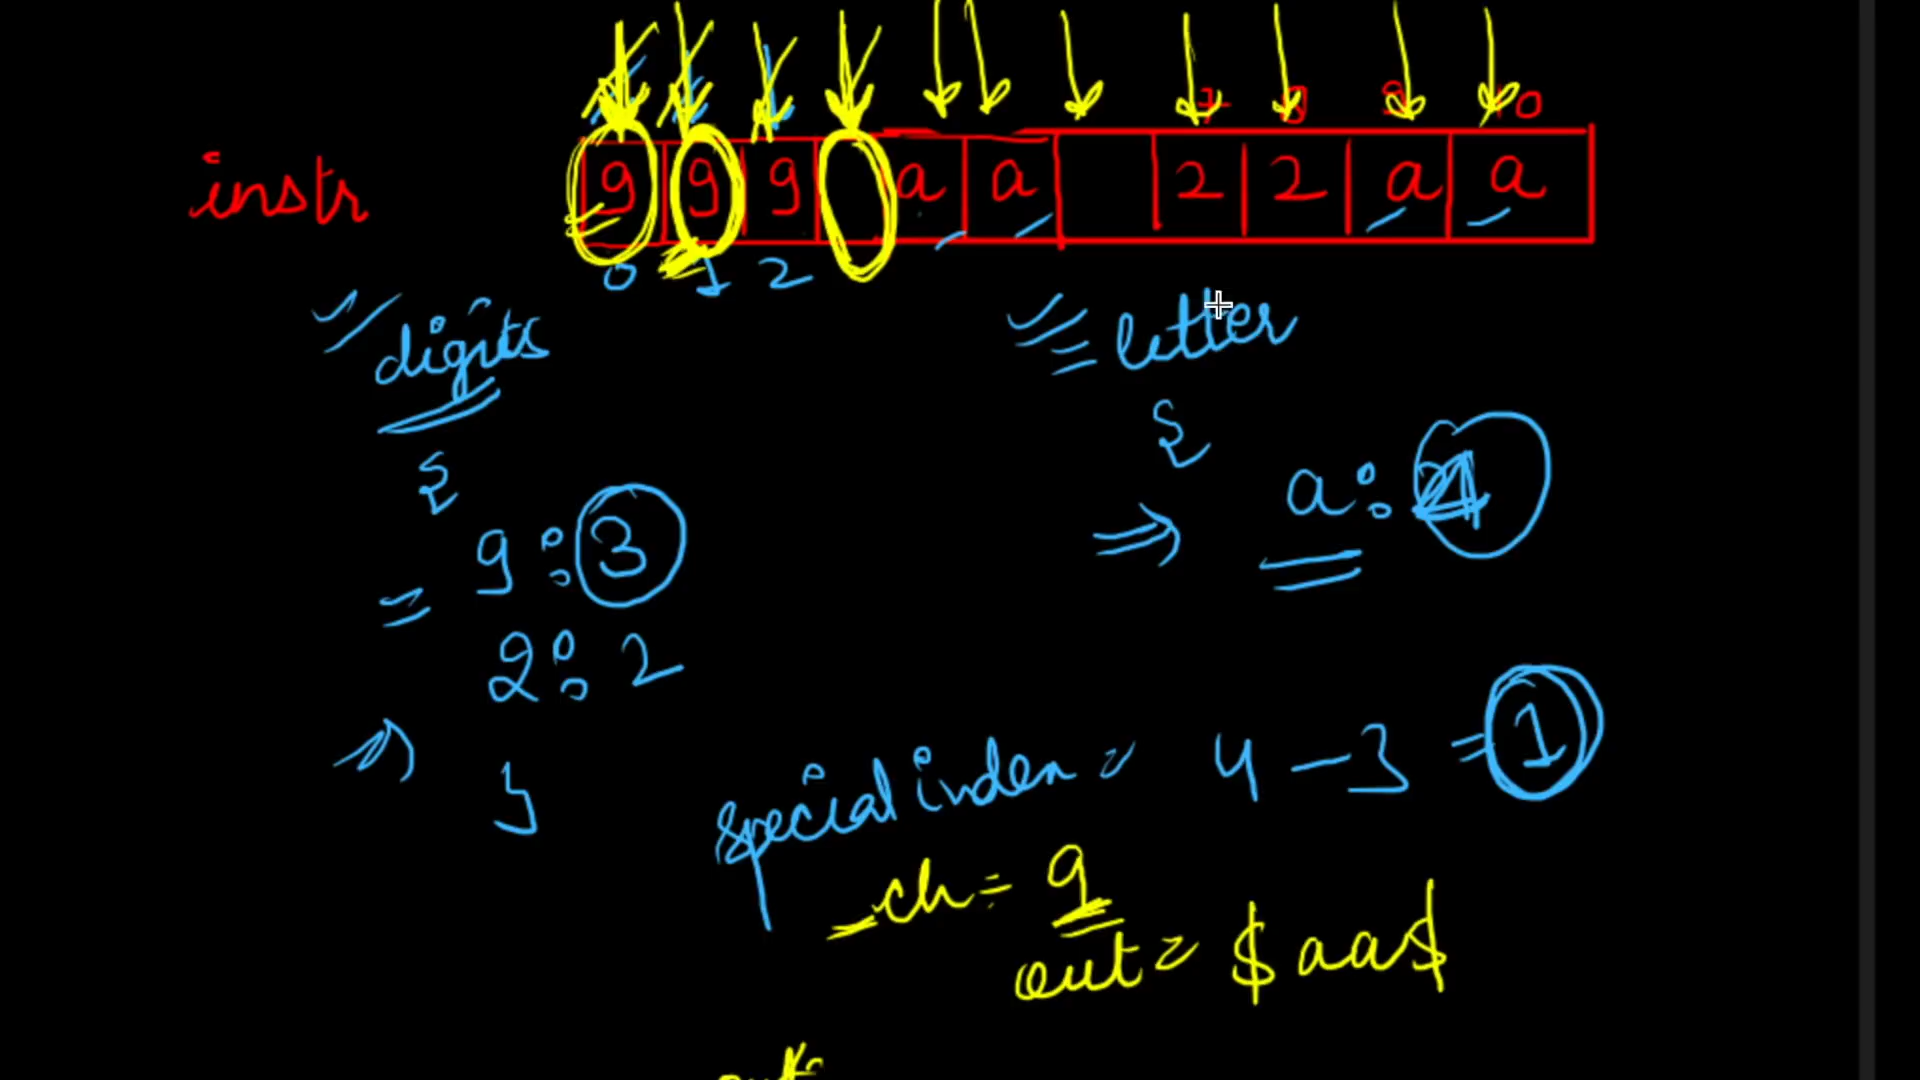 7 8 9 10
instr 9 9 9 a a 2 2 a a
0 1 2
digits letter
{ {
9:3 a:4
2:2
}
special index = 4 - 3 = 1
ch = 9
out = $aa$